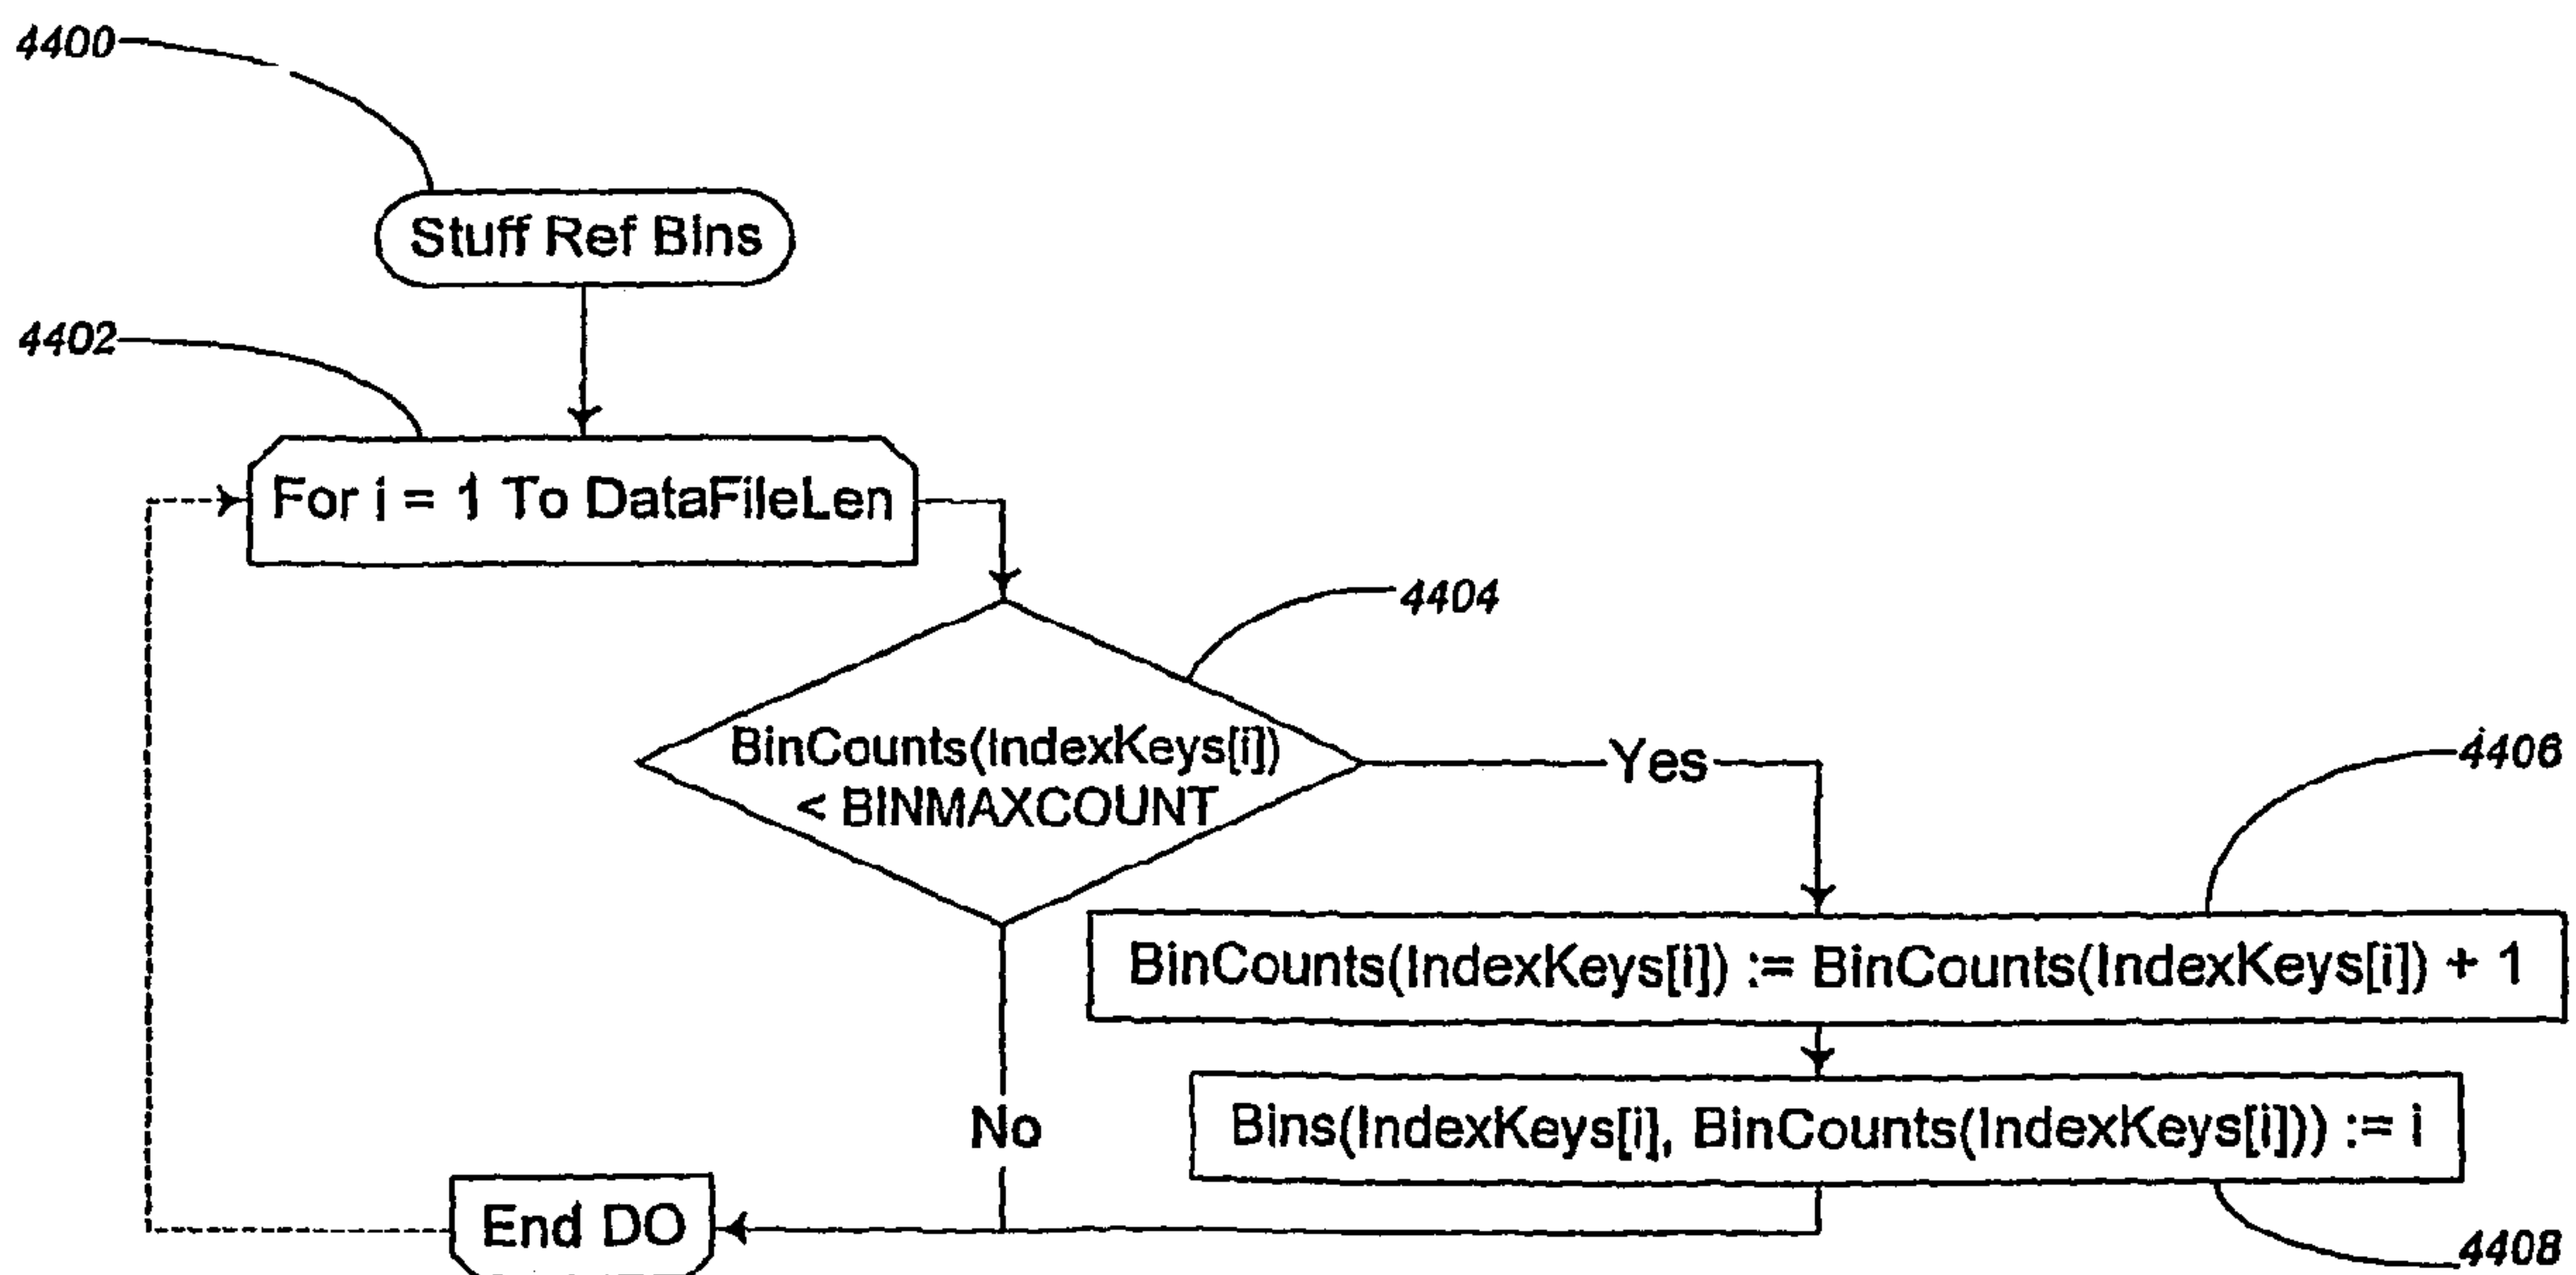 4400
Stuff Ref Bins
4402
For i = 1 To DataFileLen
4404
BinCounts(IndexKeys[i])
< BINMAXCOUNT
Yes
4406
BinCounts(IndexKeys[i]) := BinCounts(IndexKeys[i]) + 1
No
Bins(IndexKeys[i], BinCounts(IndexKeys[i])) := i
End DO
4408